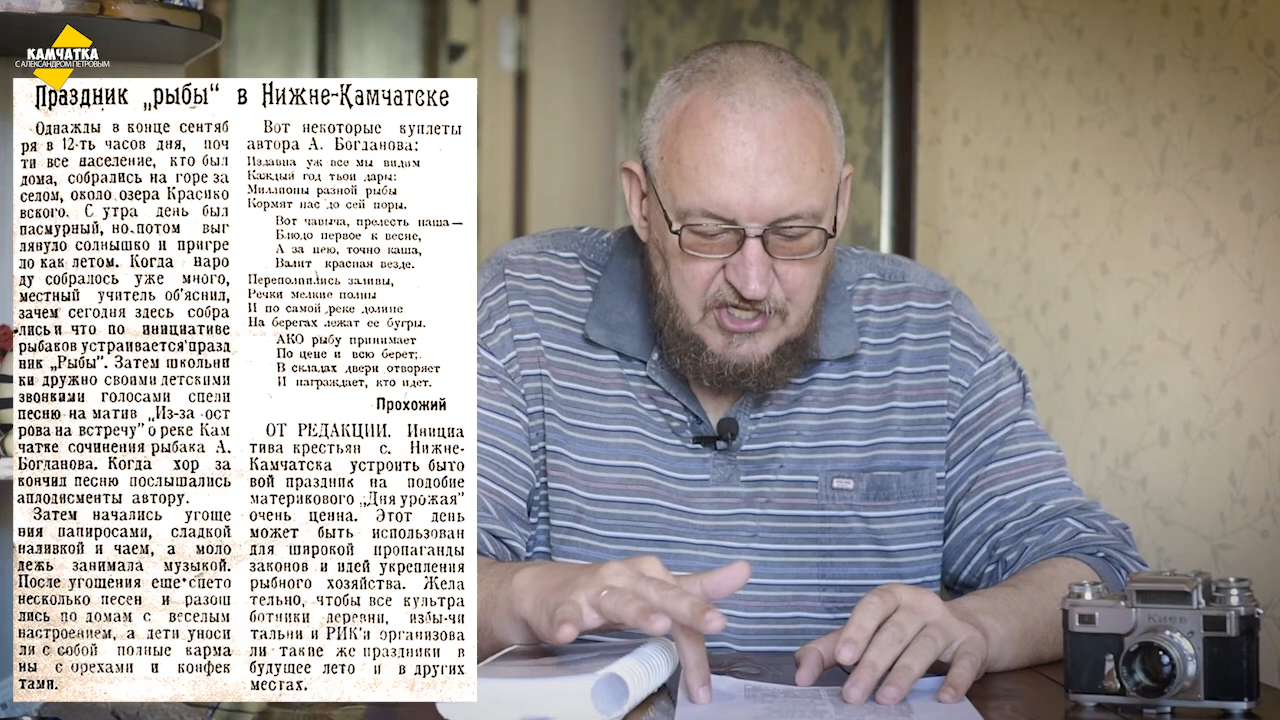 КАМЧАТКА
С АЛЕКСАНДРОМ ПЕТРОВЫМ
Праздник „рыбы“ в Нижне-Камчатске
Однажды в конце сентяб
ря в 12-ть часов дня, поч
ти все население, кто был
дома, собрались на горе за
селом, около озера Красико
вского. С утра день был
пасмурный, но потом выг
лянуло солнышко и пригре
ло как летом. Когда наро
ду собралось уже много,
местный учитель об'яснил,
зачем сегодня здесь собра
лись и что по инициативе
рыбаков устраивается празд
ник „Рыбы“. Затем школьни
ки дружно своими детскими
звонкими голосами спели
песню на матив „Из-за ост
рова на встречу“ о реке Кам
чатке сочинения рыбака А.
Богданова. Когда хор за
кончил песню послышались
аплодисменты автору.
Затем начались угоще
ния папиросами, сладкой
наливкой и чаем, а моло
дежь занимала музыкой.
После угощения еще спето
несколько песен и разош
лись по домам с веселым
настроением, а дети уноси
ли с собой полные карма
ны с орехами и конфек
тами.
Вот некоторые куплеты
автора А. Богданова:
Издавна уж все мы видим
Каждый год твои дары:
Миллионы разной рыбы
Кормят нас до сей поры.
Вот чавыча, прелесть наша—
Блюдо первое к весне,
А за нею, точно каша,
Валит красная везде.
Переполнились заливы,
Речки мелкие полны
И по самой реке долине
На берегах лежат ее бугры.
АКО рыбу принимает
По цене и всю берет;
В складах двери отворяет
И награждает, кто идет.
Прохожий
ОТ РЕДАКЦИИ. Инициа
тива крестьян с. Нижне-
Камчатска устроить быто
вой праздник на подобие
материкового „Дня урожая“
очень ценна. Этот день
может быть использован
для широкой пропаганды
законов и идей укрепления
рыбного хозяйства. Жела
тельно, чтобы все культра
ботники деревни, избы-чи
тальни и РИК'и организова
ли такие же праздники в
будущее лето и в других
местах.
Киев